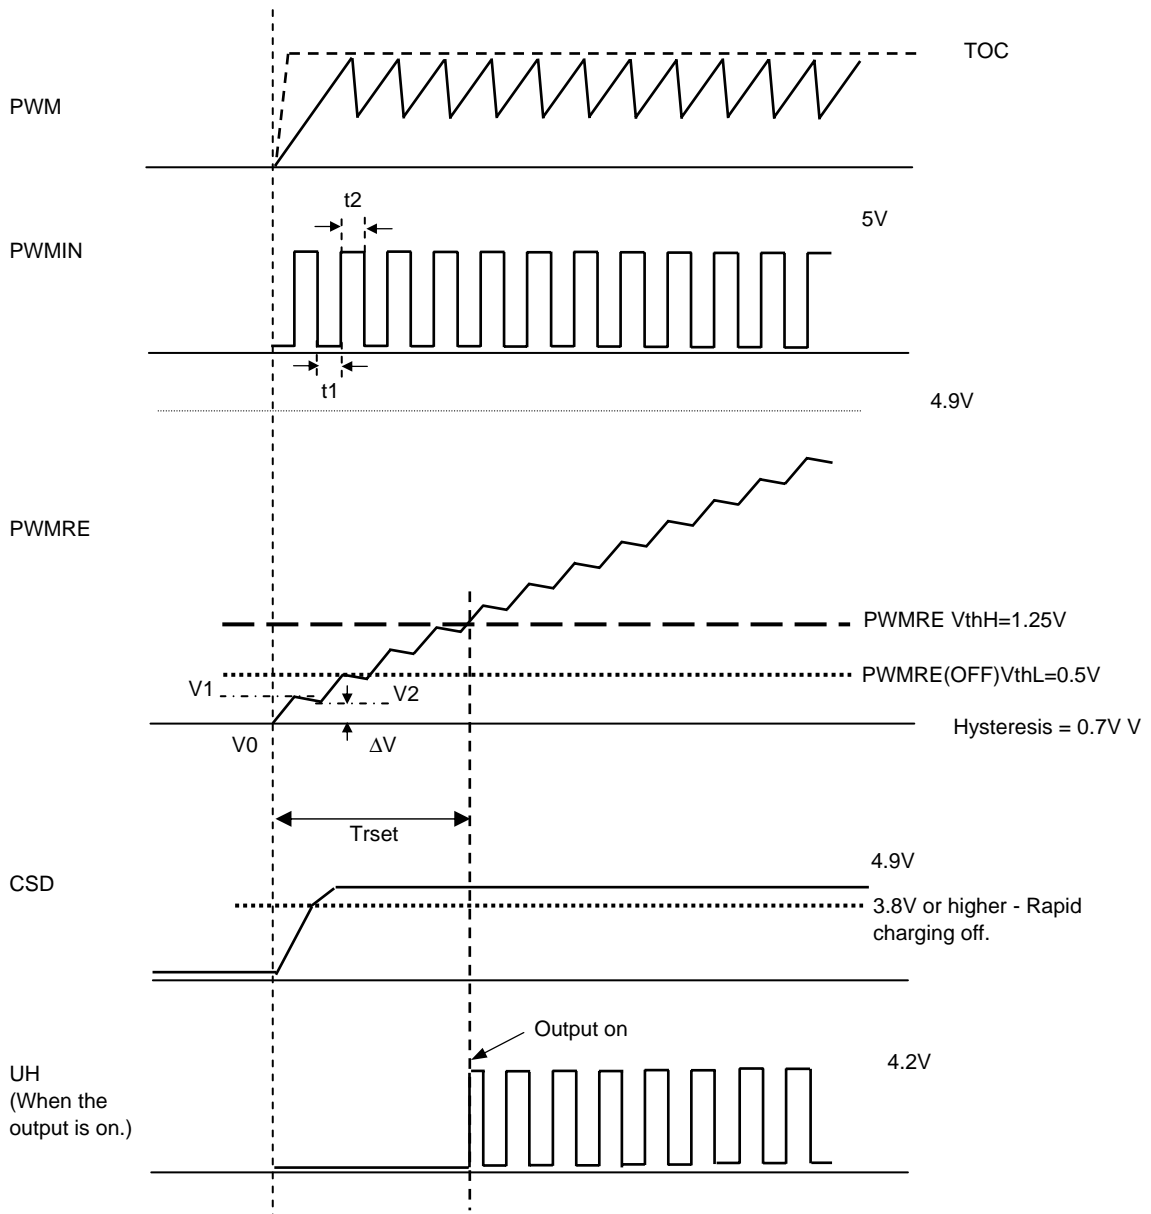 TOC
PWM
t2
5V
PWMIN
t1
4.9V
PWMRE
PWMRE VthH=1.25V
PWMRE(OFF)VthL=0.5V
V1
V2
Hysteresis = 0.7V V
V0
ΔV
Trset
4.9V
CSD
3.8V or higher - Rapid
charging off.
Output on
4.2V
UH
(When the
output is on.)